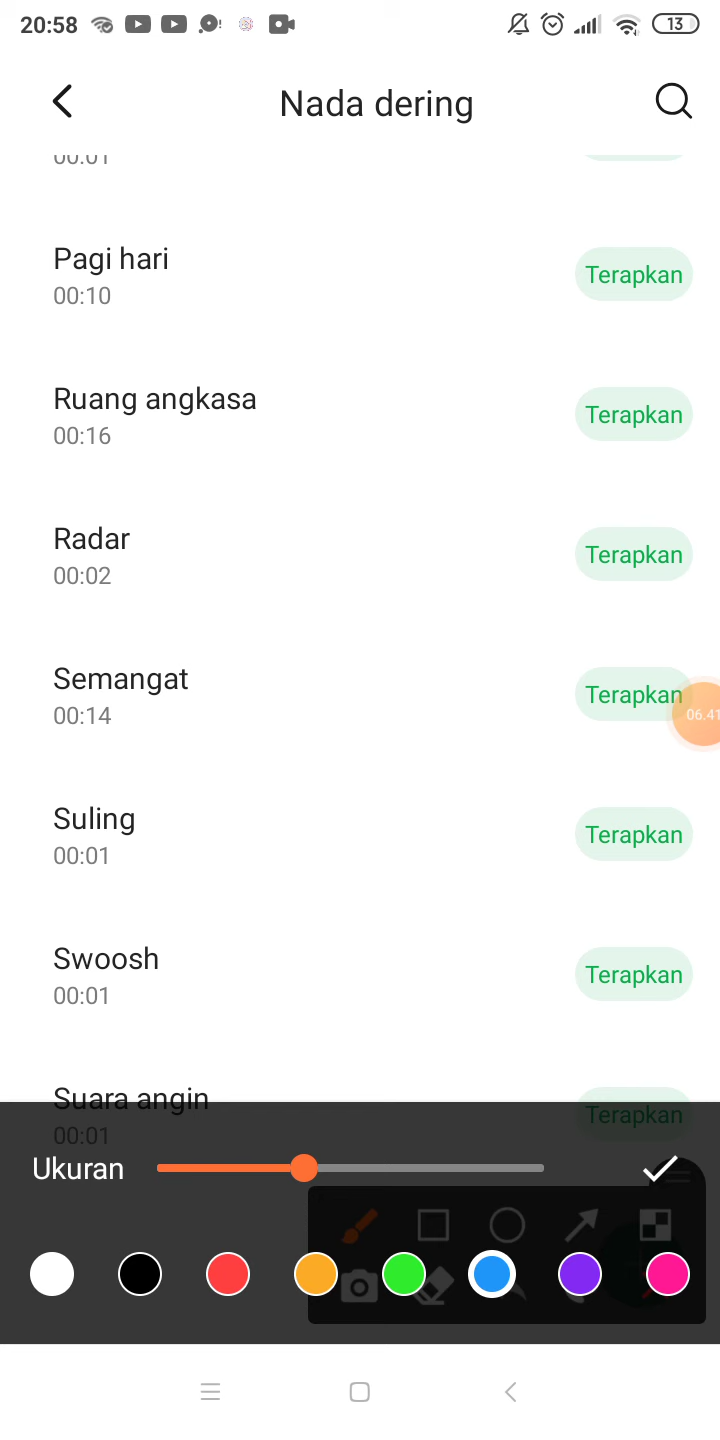 20:58
13
Nada dering
00:01
Pagi hari
00:10
Terapkan
Ruang angkasa
00:16
Terapkan
Radar
00:02
Terapkan
Semangat
00:14
Terapkan
06.41
Suling
00:01
Terapkan
Swoosh
00:01
Terapkan
Suara angin
00:01
Terapkan
Ukuran